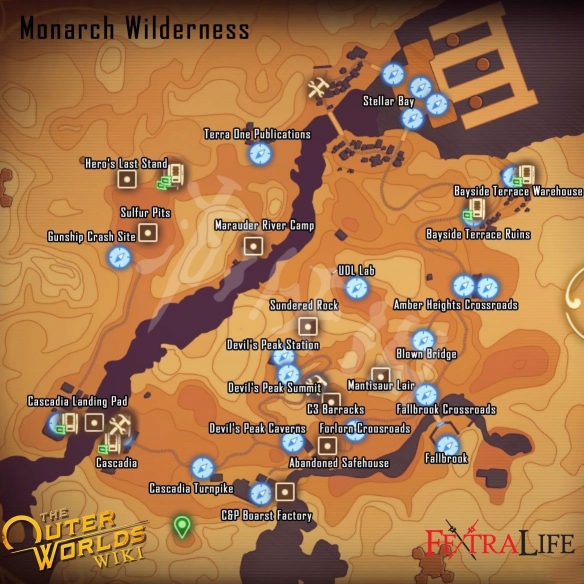 Monarch Wilderness
Stellar Bay
Terra One Publications
Hero's Last Stand
Bayside Terrace Warehouse
Sulfur Pits
Marauder River Camp
Gunship Crash Site
Bayside Terrace Ruins
UDL Lab
Sundered Rock
Amber Heights Crossroads
Devil's Peak Station
Blown Bridge
Devil's Peak Summit
Mantisaur Lair
Cascadia Landing Pad
C3 Barracks
Fallbrook Crossroads
Devil's Peak Caverns
Forlorn Croosroads
Cascadia
Abandoned Safehouse
Fallbrook
Cascadia Turnpike
C&P Boarst Factory
THE
OUTER
WORLDS
WIKI
FEXTRALIFE